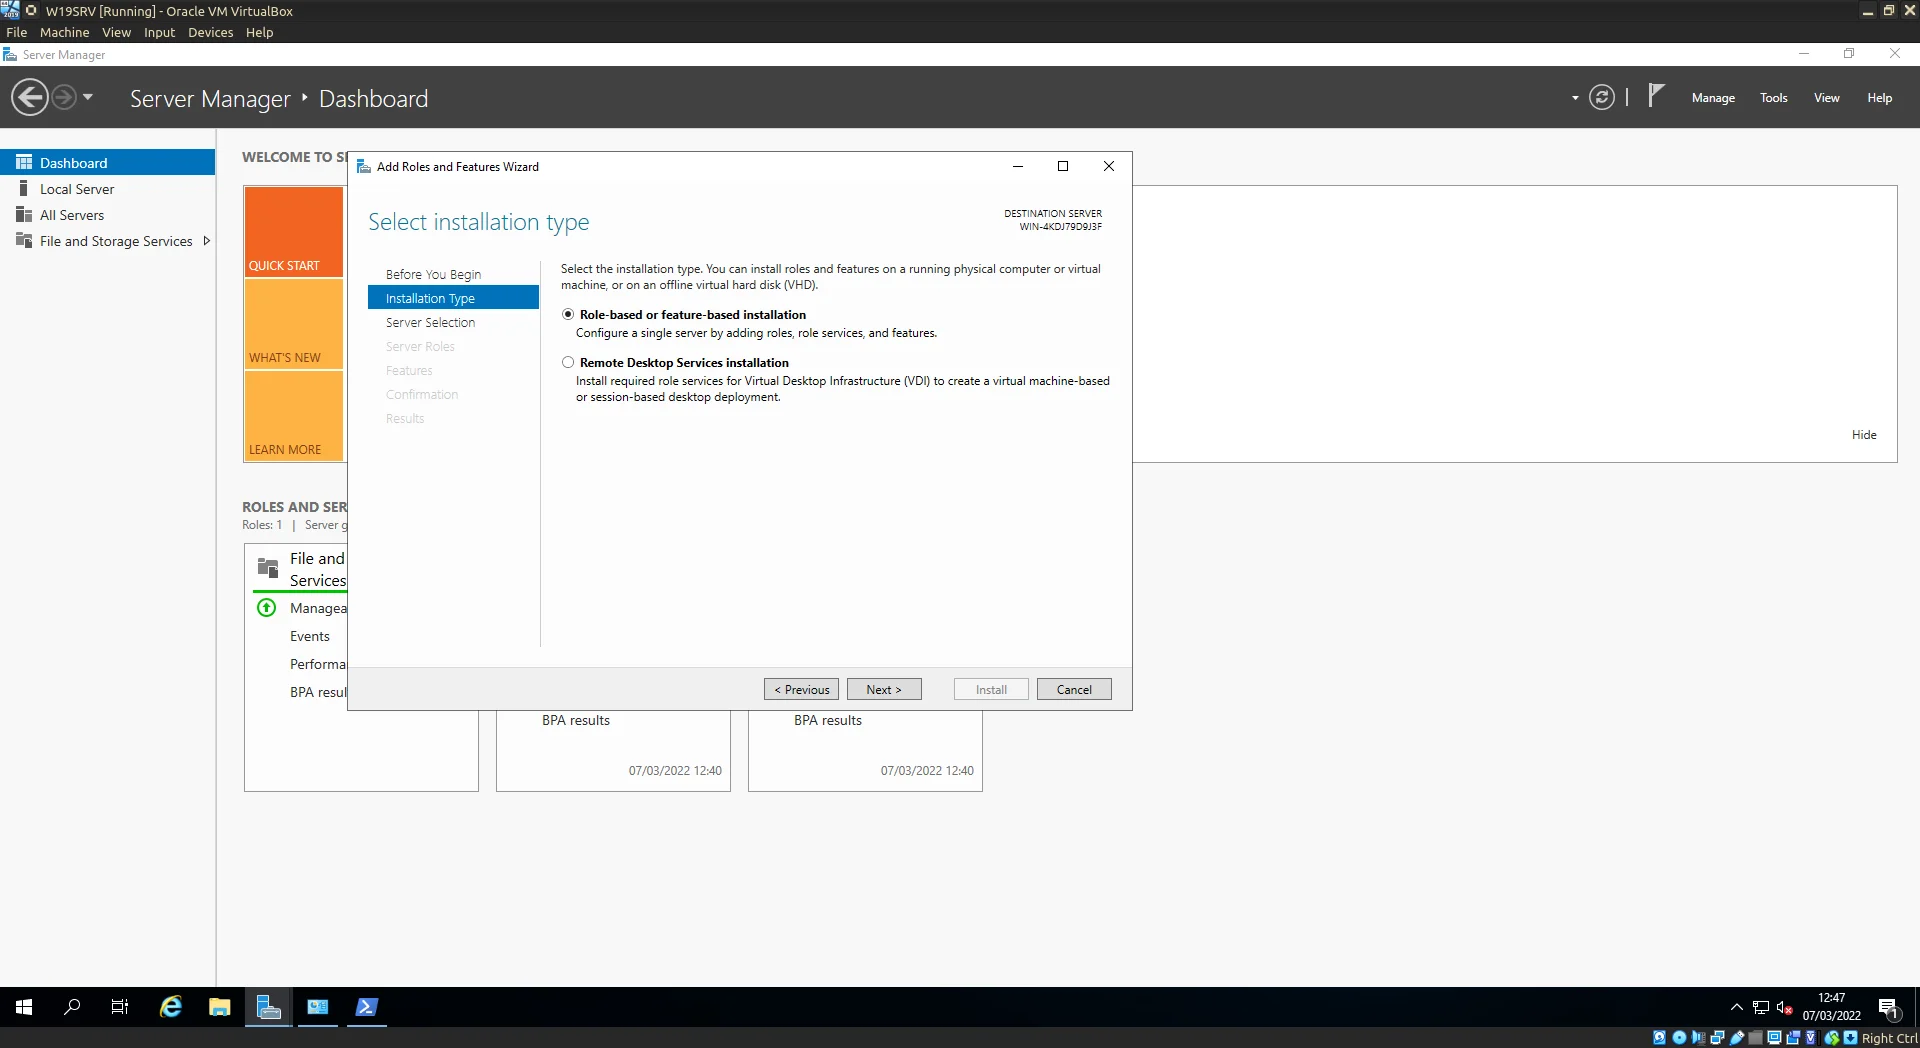 W19SRV [Running] - Oracle VM VirtualBox
File Machine View Input Devices Help
Server Manager
Server Manager ‣ Dashboard
Manage Tools View Help
Dashboard
Local Server
All Servers
File and Storage Services
WELCOME TO SE
QUICK START
WHAT'S NEW
LEARN MORE
Hide
Add Roles and Features Wizard
Select installation type
DESTINATION SERVER
WIN-4KDJ79D9J3F
Before You Begin
Installation Type
Server Selection
Server Roles
Features
Confirmation
Results
Select the installation type. You can install roles and features on a running physical computer or virtual
machine, or on an offline virtual hard disk (VHD).
Role-based or feature-based installation
Configure a single server by adding roles, role services, and features.
Remote Desktop Services installation
Install required role services for Virtual Desktop Infrastructure (VDI) to create a virtual machine-based
or session-based desktop deployment.
< Previous Next > Install Cancel
ROLES AND SER
Roles: 1 | Server g
File and
Services
Managea
Events
Performa
BPA resul
BPA results
07/03/2022 12:40
BPA results
07/03/2022 12:40
12:47
07/03/2022
1
Right Ctrl